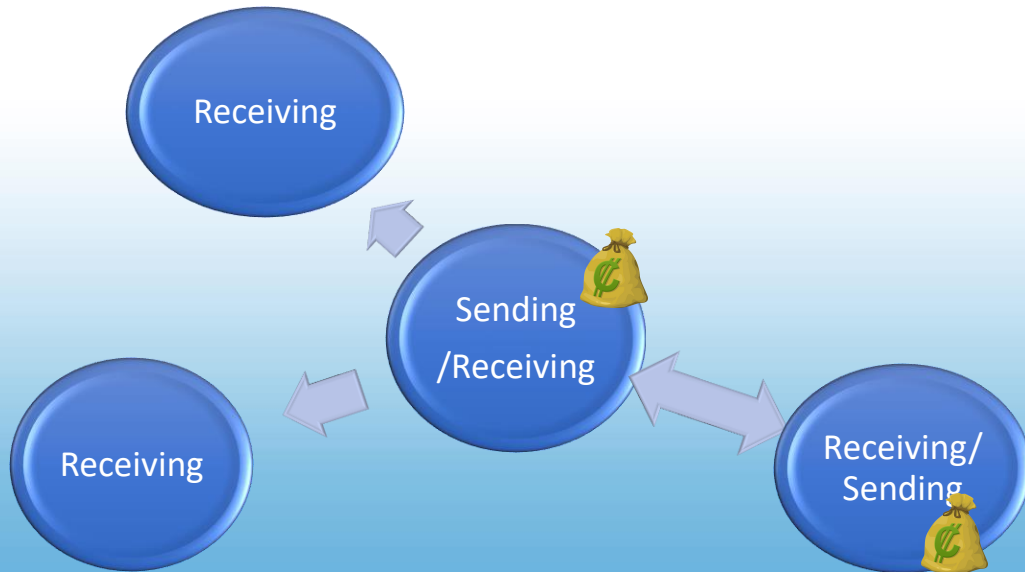 Receiving
Sending
/Receiving
Receiving
Receiving/
Sending
₵
₵